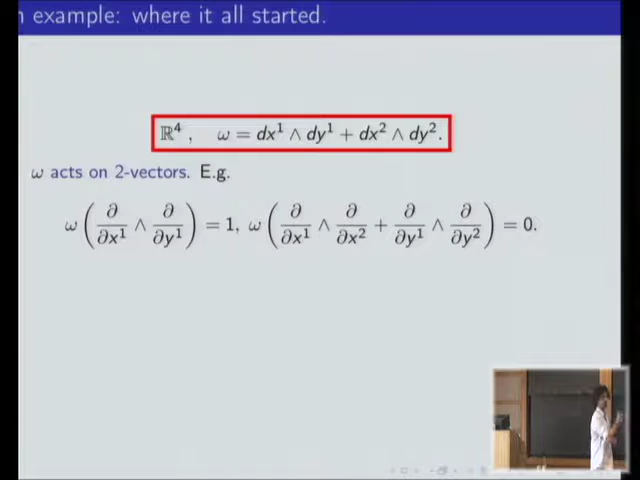 example: where it all started.
ℝ⁴ , ω = dx¹ ∧ dy¹ + dx² ∧ dy².
ω acts on 2-vectors. E.g.
ω (∂/∂x¹ ∧ ∂/∂y¹) = 1, ω (∂/∂x¹ ∧ ∂/∂x² + ∂/∂y¹ ∧ ∂/∂y²) = 0.